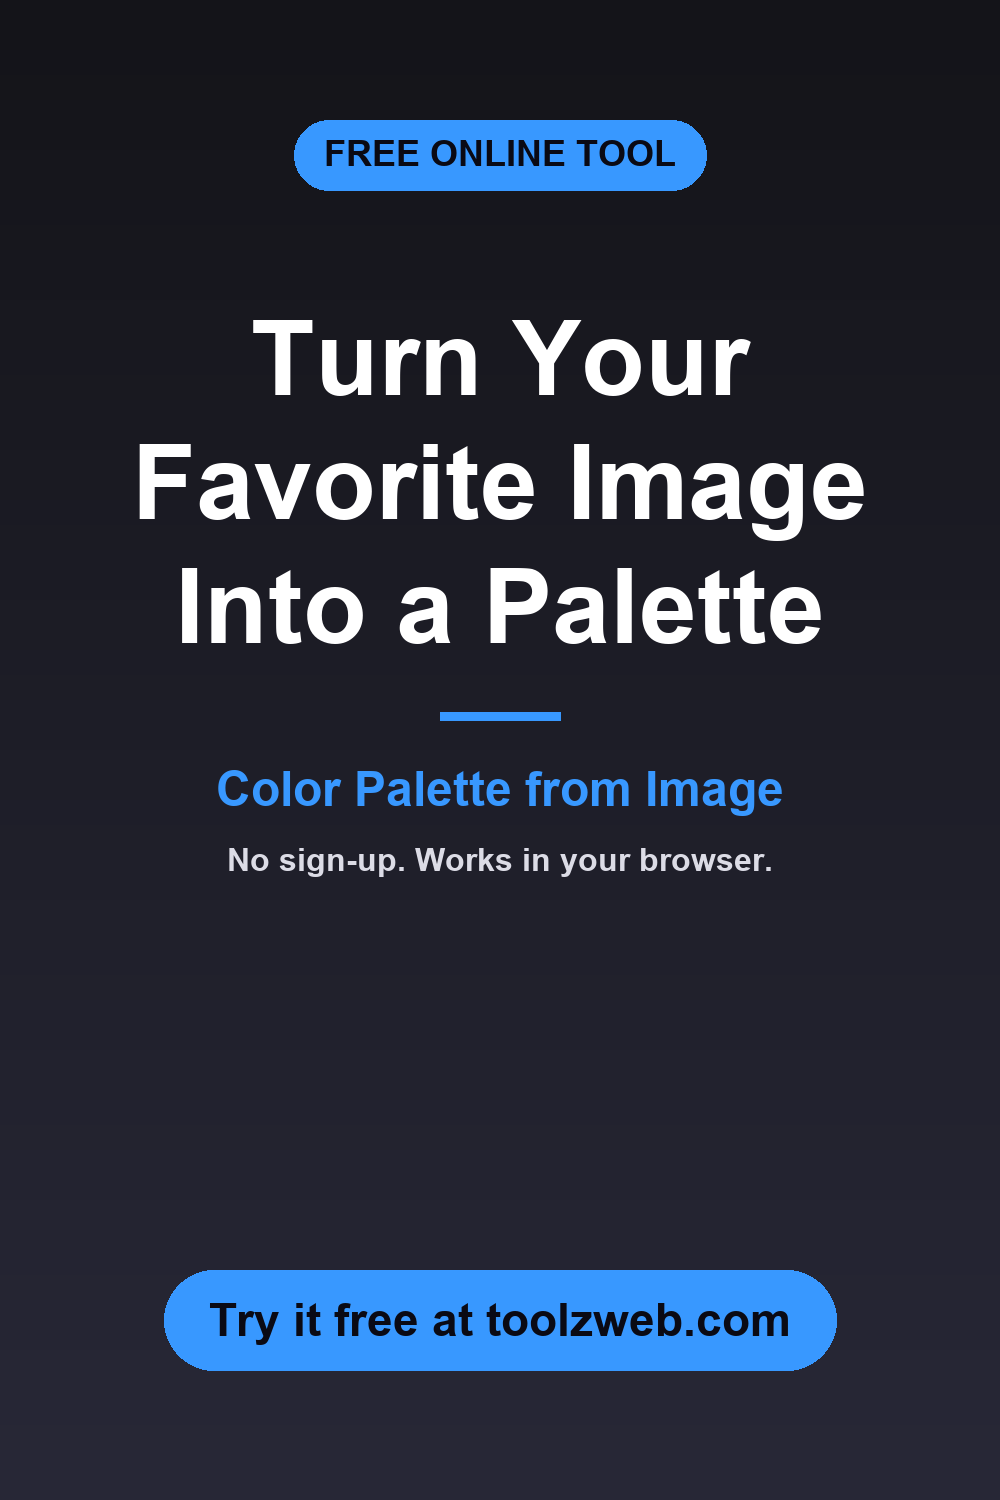 FREE ONLINE TOOL
Turn Your
Favorite Image
Into a Palette
Color Palette from Image
No sign-up. Works in your browser.
Try it free at toolzweb.com